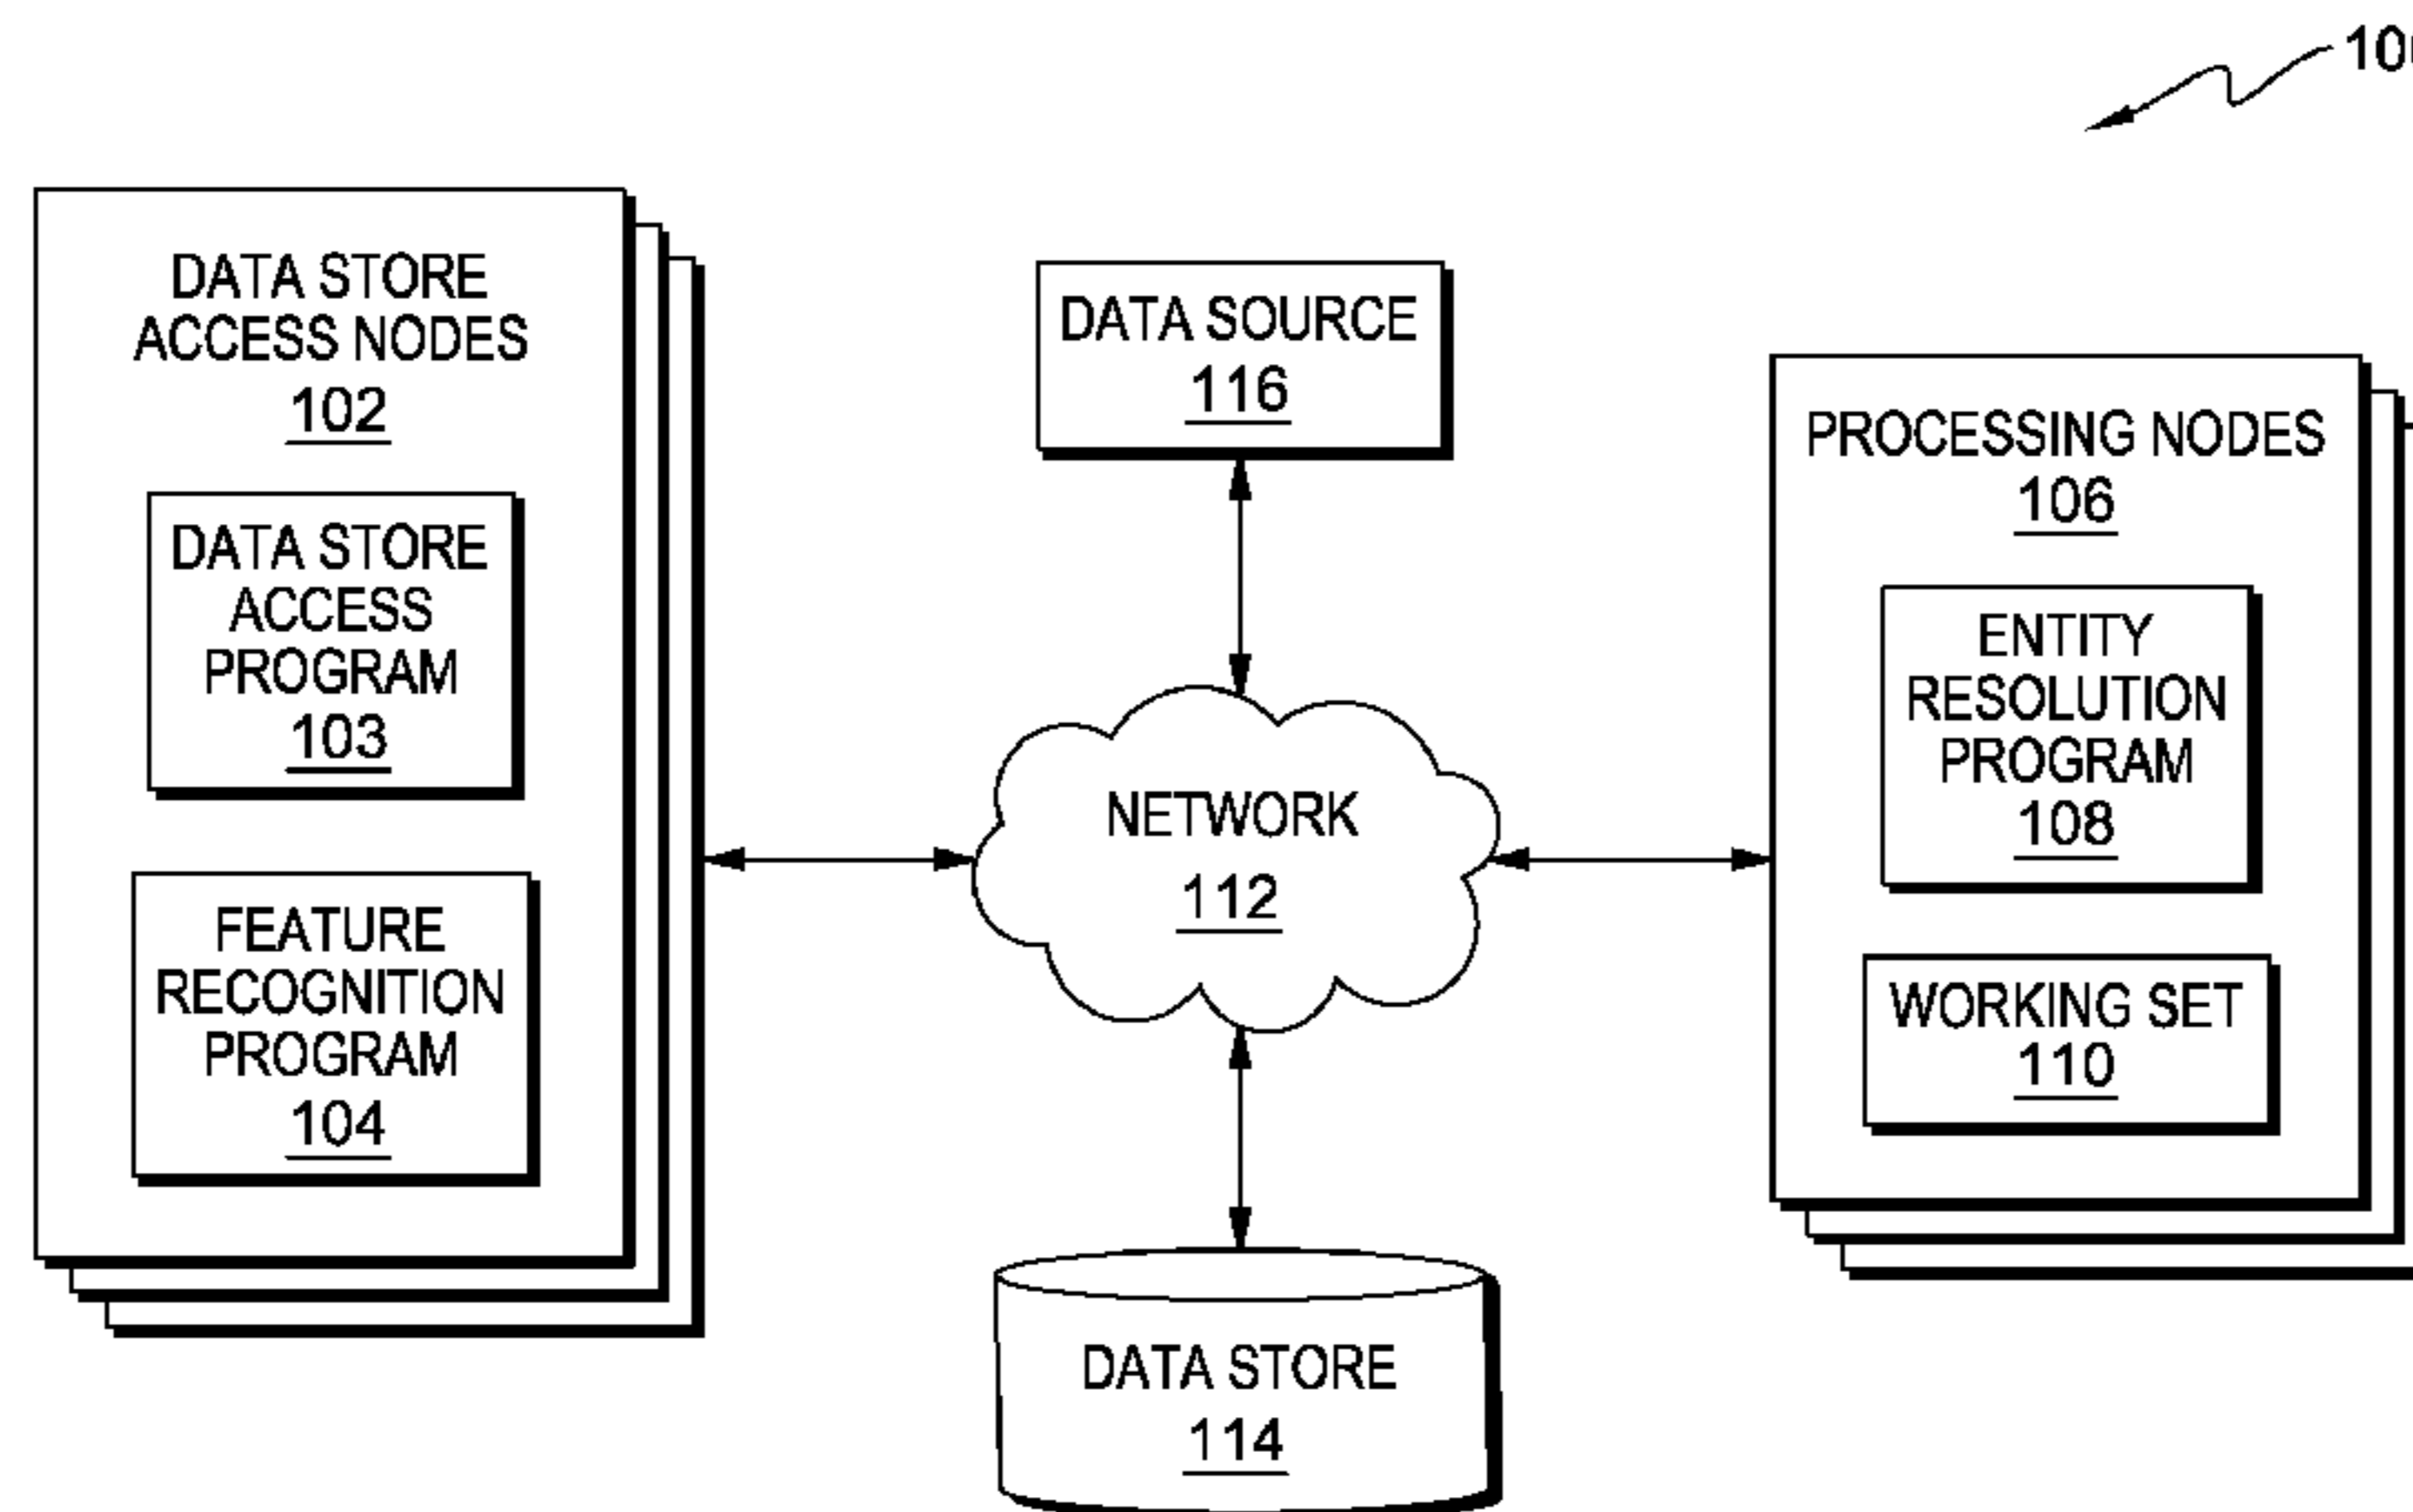 DATA STORE
ACCESS NODES
102
DATA STORE
ACCESS
PROGRAM
103
FEATURE
RECOGNITION
PROGRAM
104
DATA SOURCE
116
NETWORK
112
DATA STORE
114
PROCESSING NODES
106
ENTITY
RESOLUTION
PROGRAM
108
WORKING SET
110